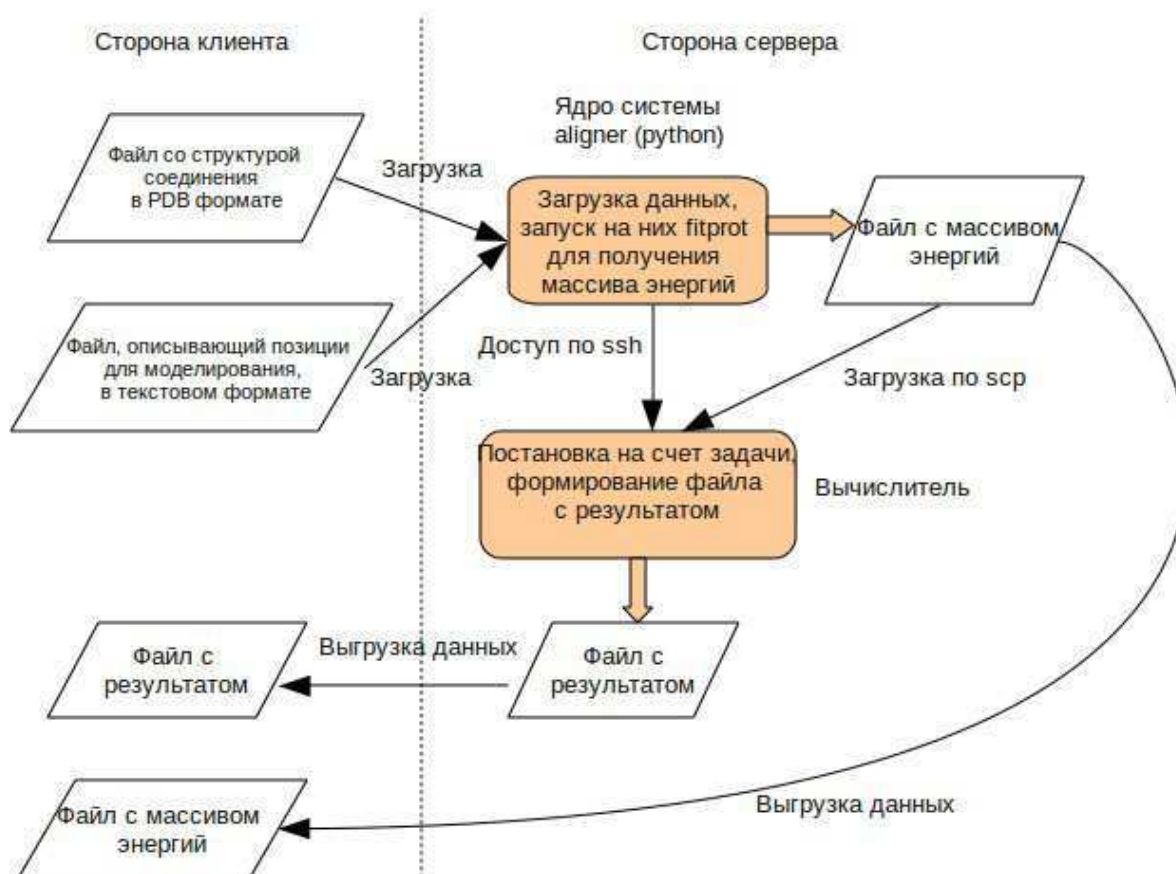 Сторона клиента
Сторона сервера
Ядро системы
aligner (python)
Файл со структурой
соединения
в PDB формате
Загрузка
Загрузка данных,
запуск на них fitprot
для получения
массива энергий
Файл с массивом
энергий
Файл, описывающий позиции
для моделирования,
в текстовом формате
Загрузка
Доступ по ssh
Загрузка по scp
Постановка на счет задачи,
формирование файла
с результатом
Вычислитель
Файл с
результатом
Выгрузка данных
Файл с
результатом
Файл с массивом
энергий
Выгрузка данных